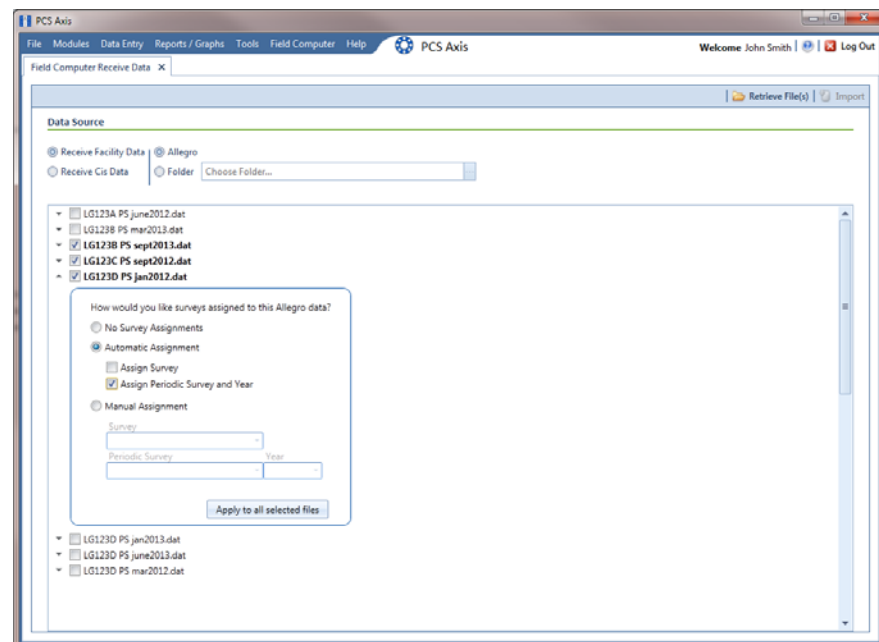 PCS Axis
File Modules Data Entry Reports / Graphs Tools Field Computer Help PCS Axis Welcome John Smith Log Out
Field Computer Receive Data X
Retrieve File(s) Import
Data Source
Receive Facility Data Allegro
Receive Cis Data Folder Choose Folder...
LG123A PS june2012.dat
LG123B PS mar2013.dat
LG123B PS sept2013.dat
LG123C PS sept2012.dat
LG123D PS jan2012.dat
How would you like surveys assigned to this Allegro data?
No Survey Assignments
Automatic Assignment
Assign Survey
Assign Periodic Survey and Year
Manual Assignment
Survey
Periodic Survey Year
Apply to all selected files
LG123D PS jan2013.dat
LG123D PS june2013.dat
LG123D PS mar2012.dat